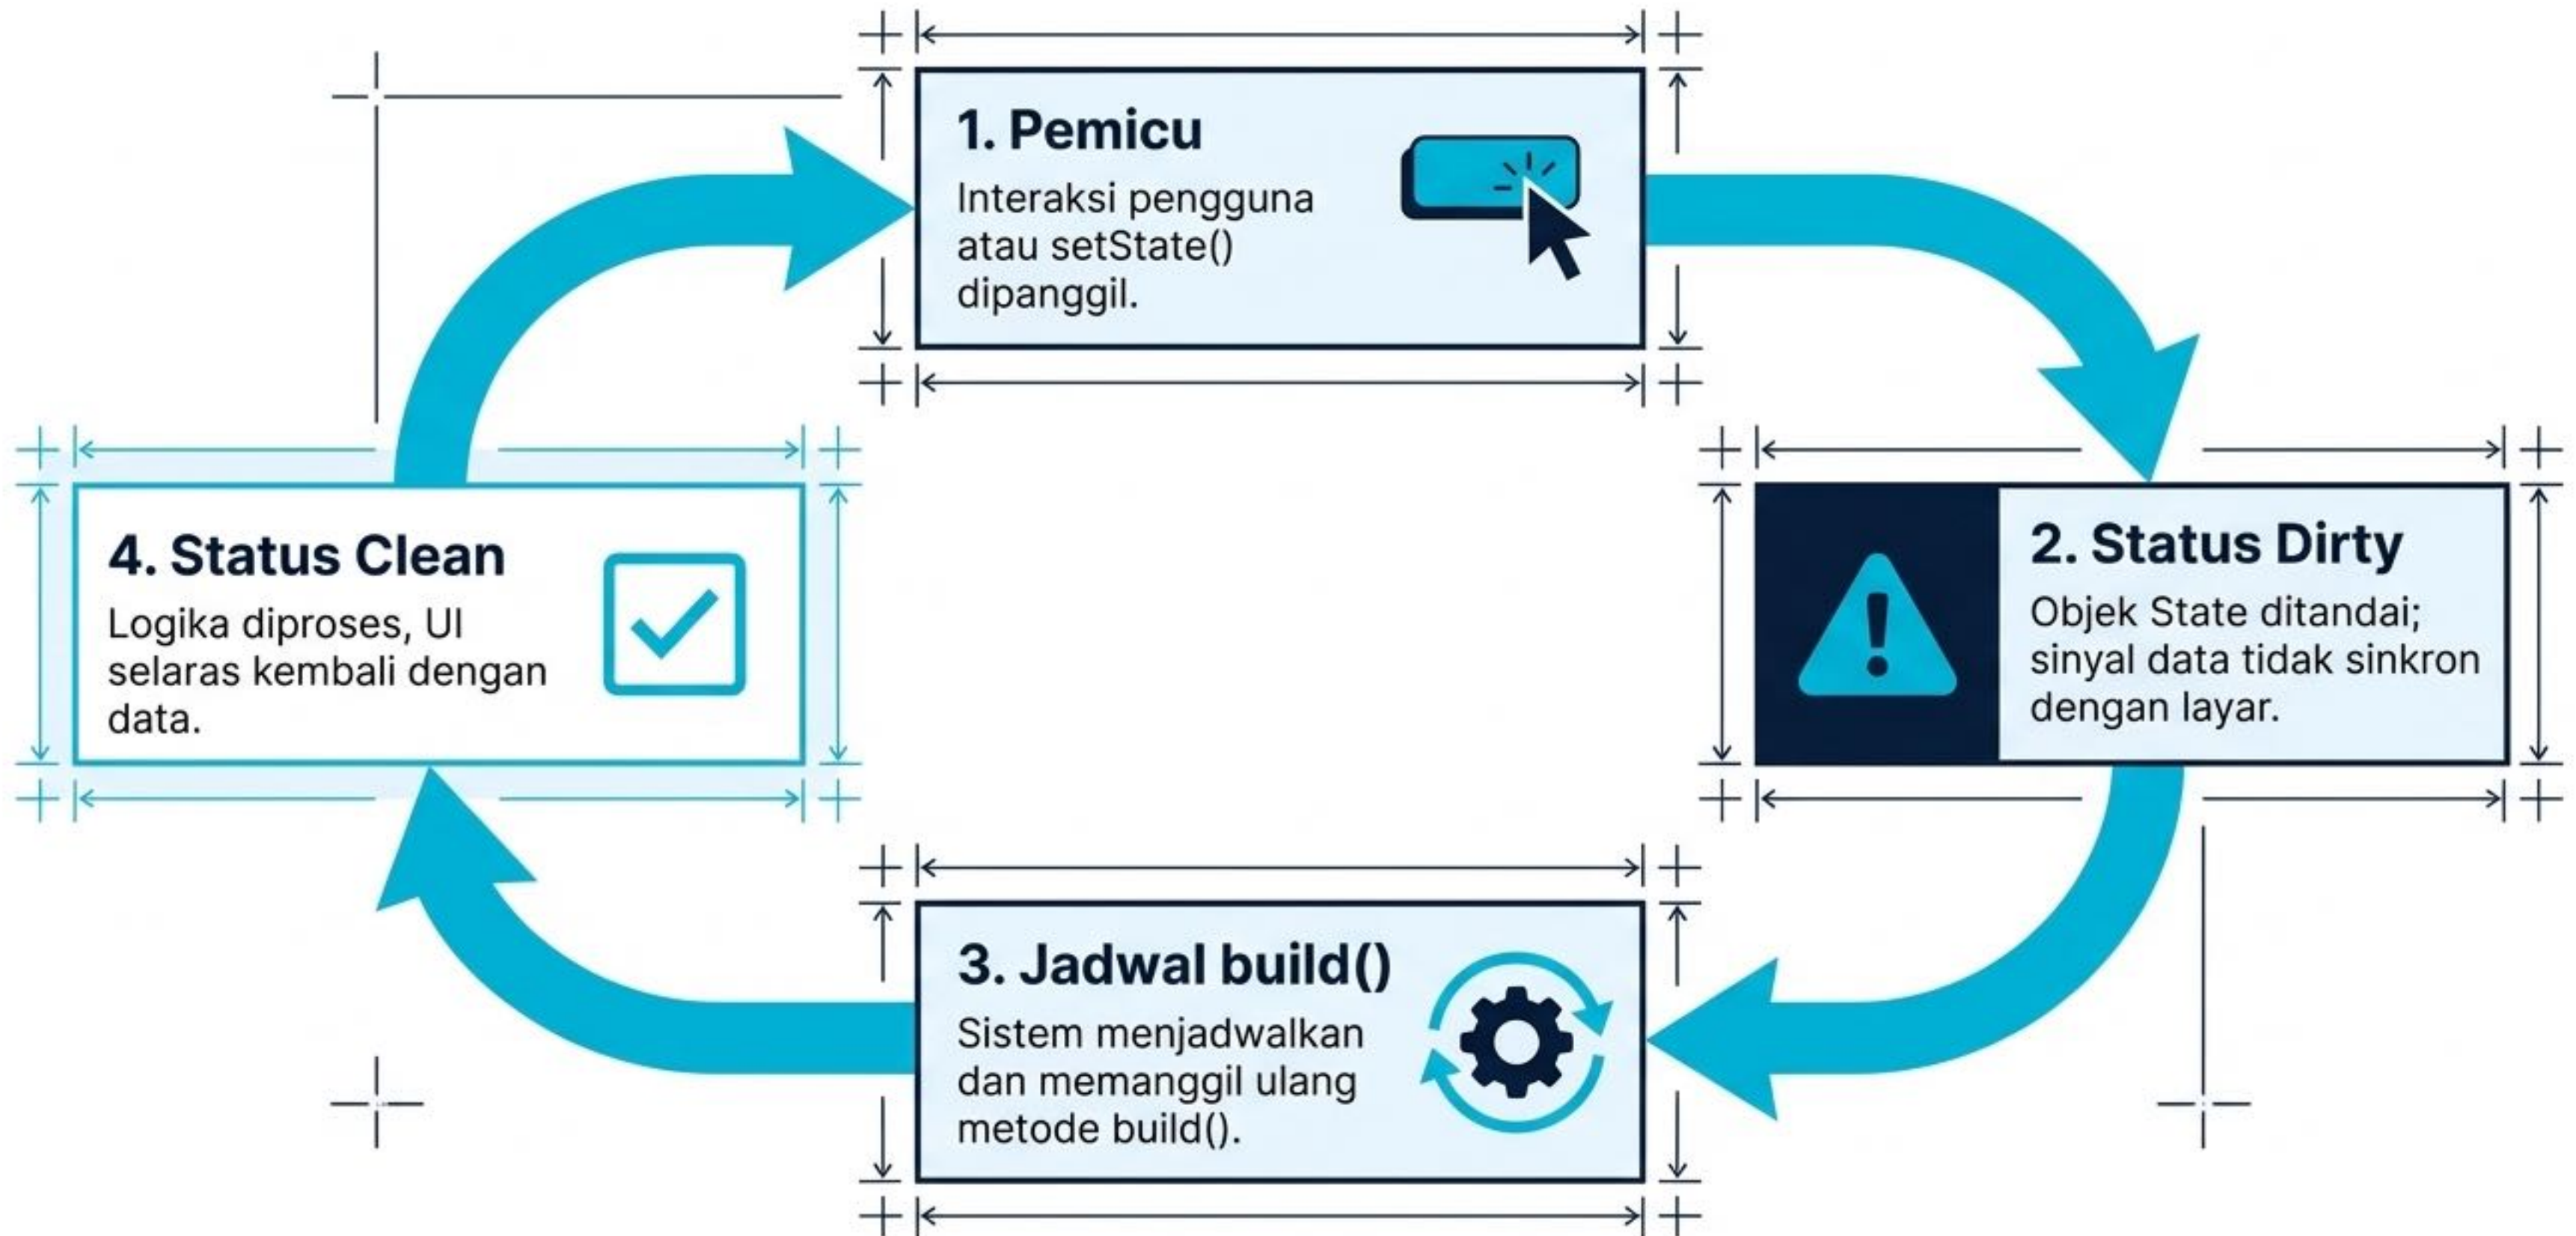 1. Pemicu
Interaksi pengguna
atau setState()
dipanggil.
2. Status Dirty
Objek State ditandai;
sinyal data tidak sinkron
dengan layar.
3. Jadwal build()
Sistem menjadwalkan
dan memanggil ulang
metode build().
4. Status Clean
Logika diproses, UI
selaras kembali dengan
data.